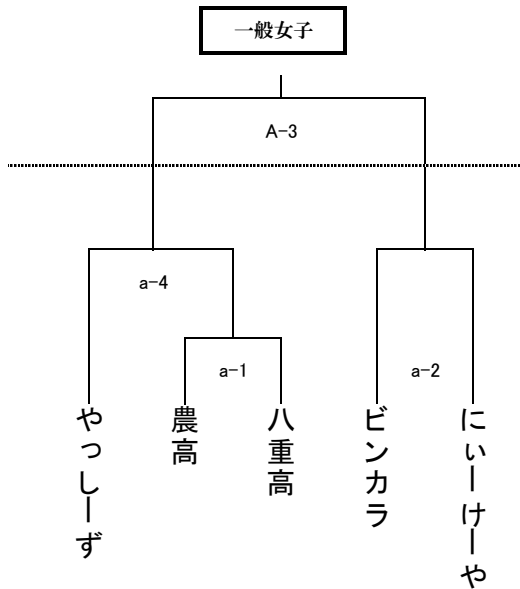 一般女子
A-3
a-4
a-1
a-2
やっしーず
農高
八重高
ビンカラ
にぃーけーや